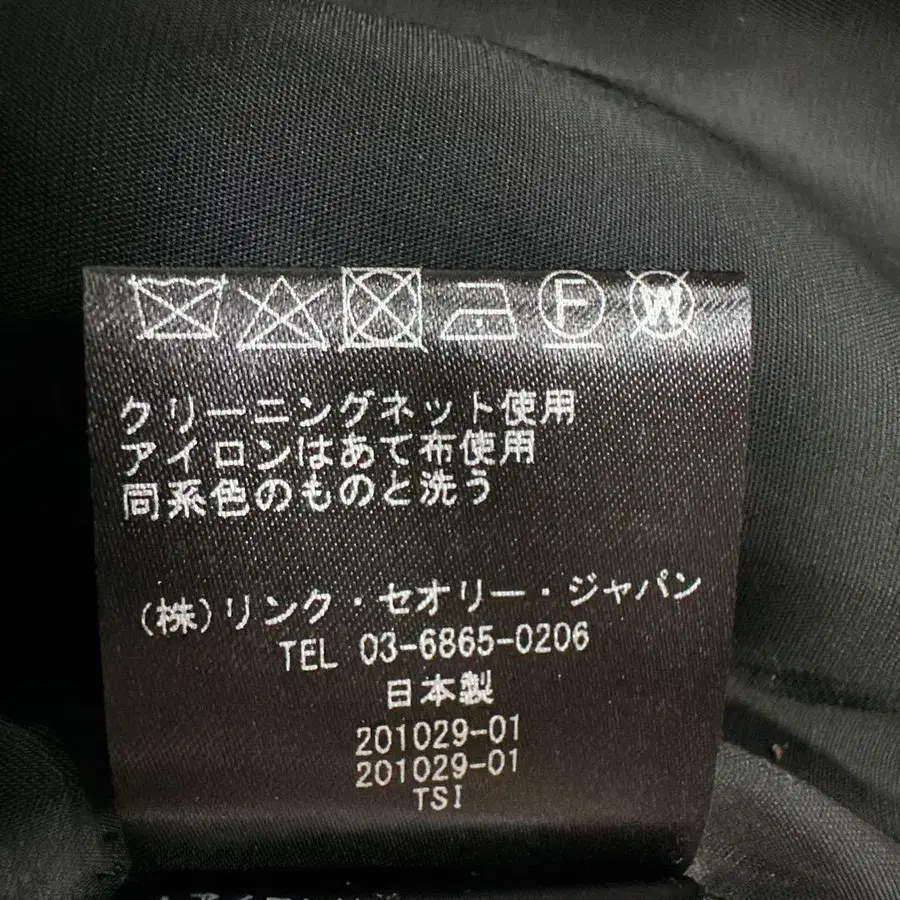 F W
クリーニングネット使用
アイロンはあて布使用
同系色のものと洗う
(株)リンク・セオリー・ジャパン
TEL 03-6865-0206
日本製
201029-01
201029-01
TSI